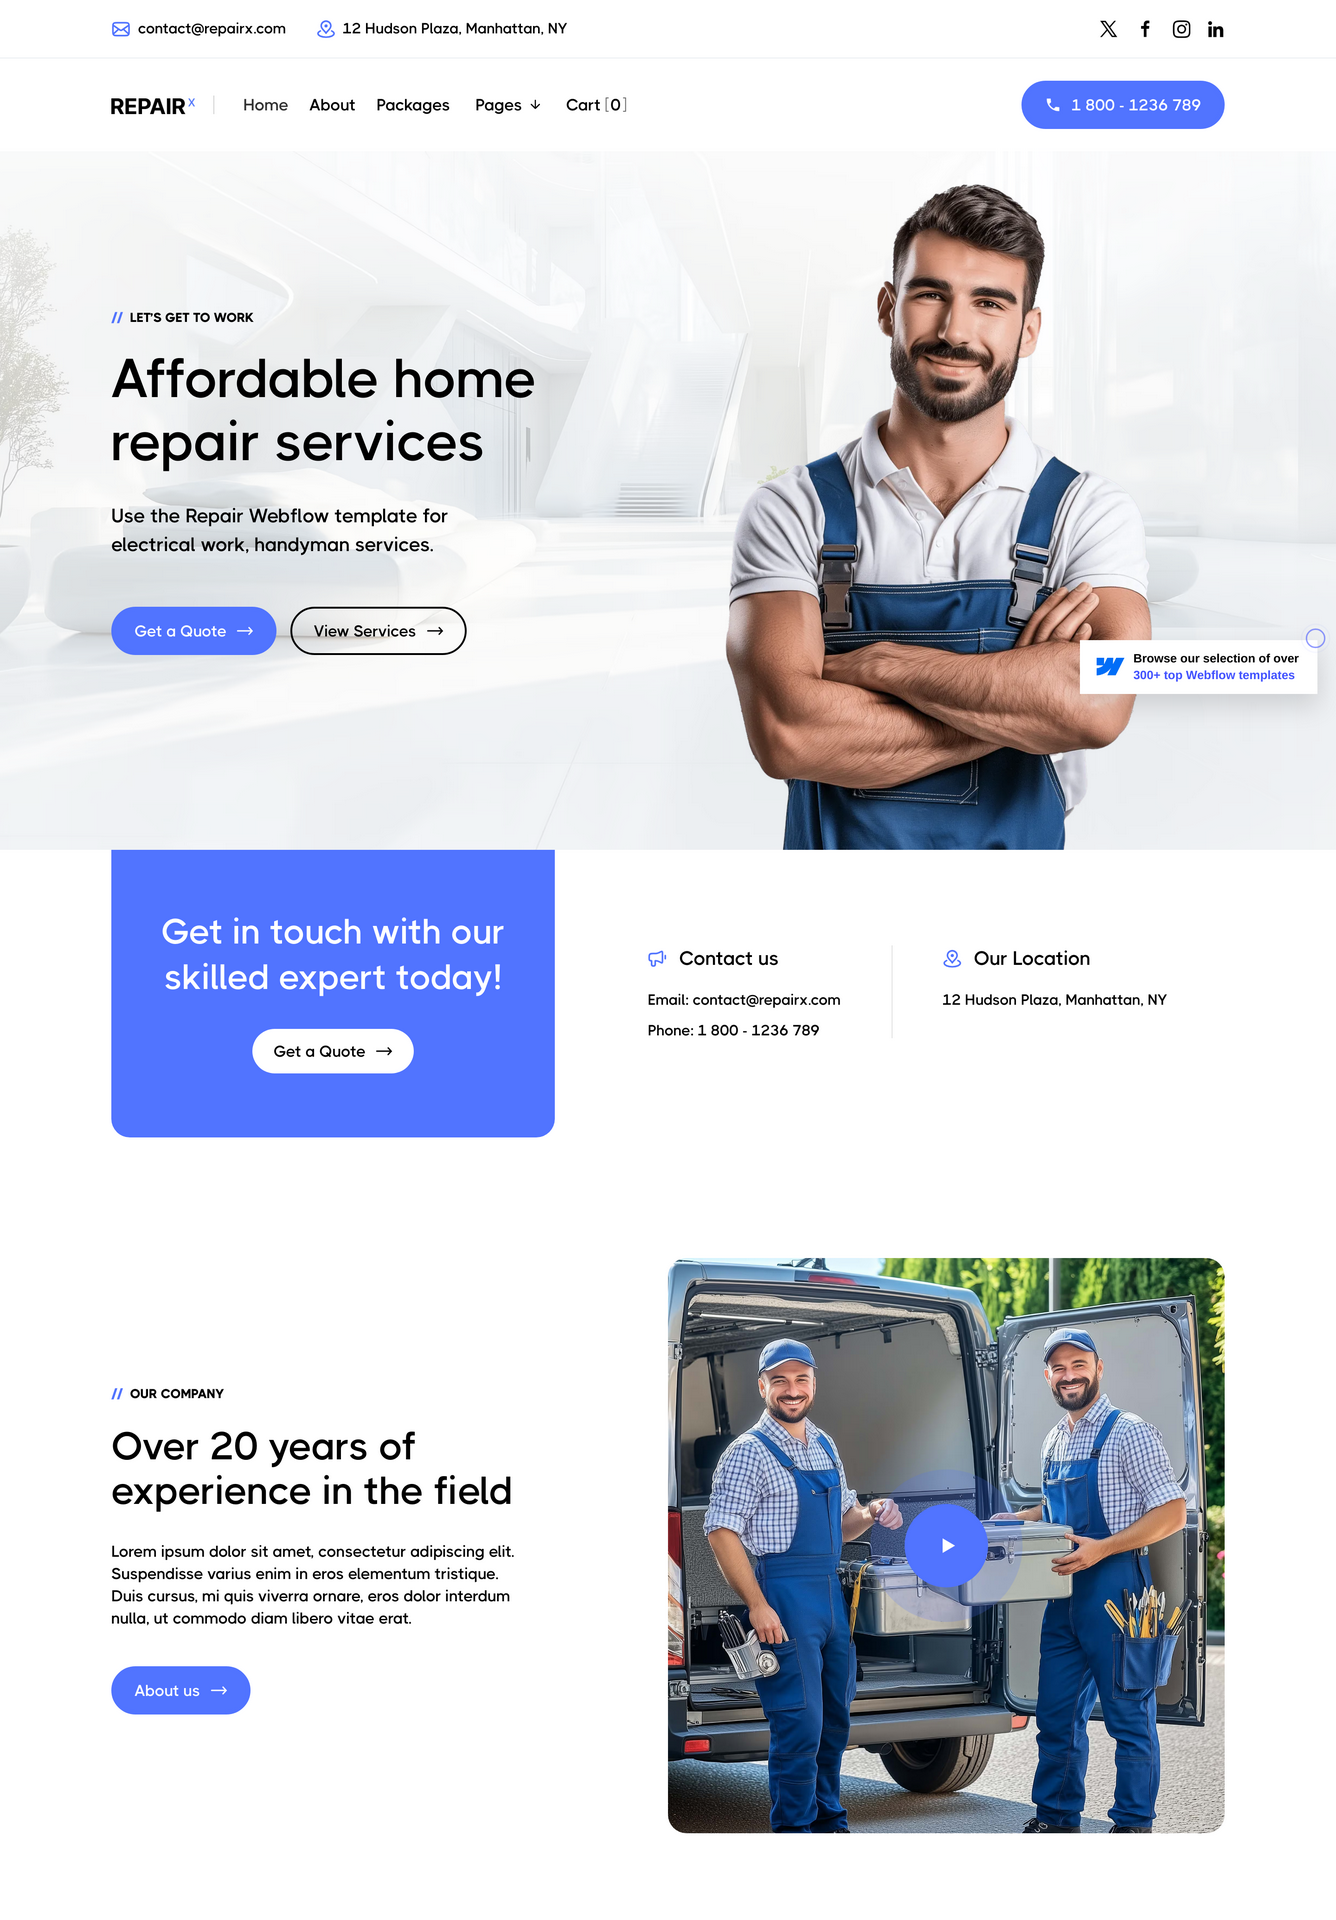 contact@repairx.com
12 Hudson Plaza, Manhattan, NY
REPAIR X
Home
About
Packages
Pages
Cart [0]
1 800 - 1236 789
// LET'S GET TO WORK
Affordable home
repair services
Use the Repair Webflow template for
electrical work, handyman services.
Get a Quote
View Services
Browse our selection of over
300+ top Webflow templates
Get in touch with our
skilled expert today!
Get a Quote
Contact us
Email: contact@repairx.com
Phone: 1 800 - 1236 789
Our Location
12 Hudson Plaza, Manhattan, NY
// OUR COMPANY
Over 20 years of
experience in the field
Lorem ipsum dolor sit amet, consectetur adipiscing elit.
Suspendisse varius enim in eros elementum tristique.
Duis cursus, mi quis viverra ornare, eros dolor interdum
nulla, ut commodo diam libero vitae erat.
About us